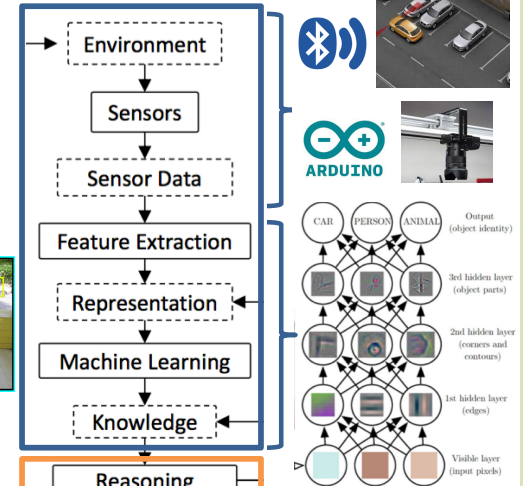 Environment
Sensors
Sensor Data
Feature Extraction
Representation
Machine Learning
Knowledge
Reasoning
ARDUINO
CAR
PERSON
ANIMAL
Output
(object identity)
3rd hidden layer
(object parts)
2nd hidden layer
(corners and
contours)
1st hidden layer
(edges)
Visible layer
(input pixels)